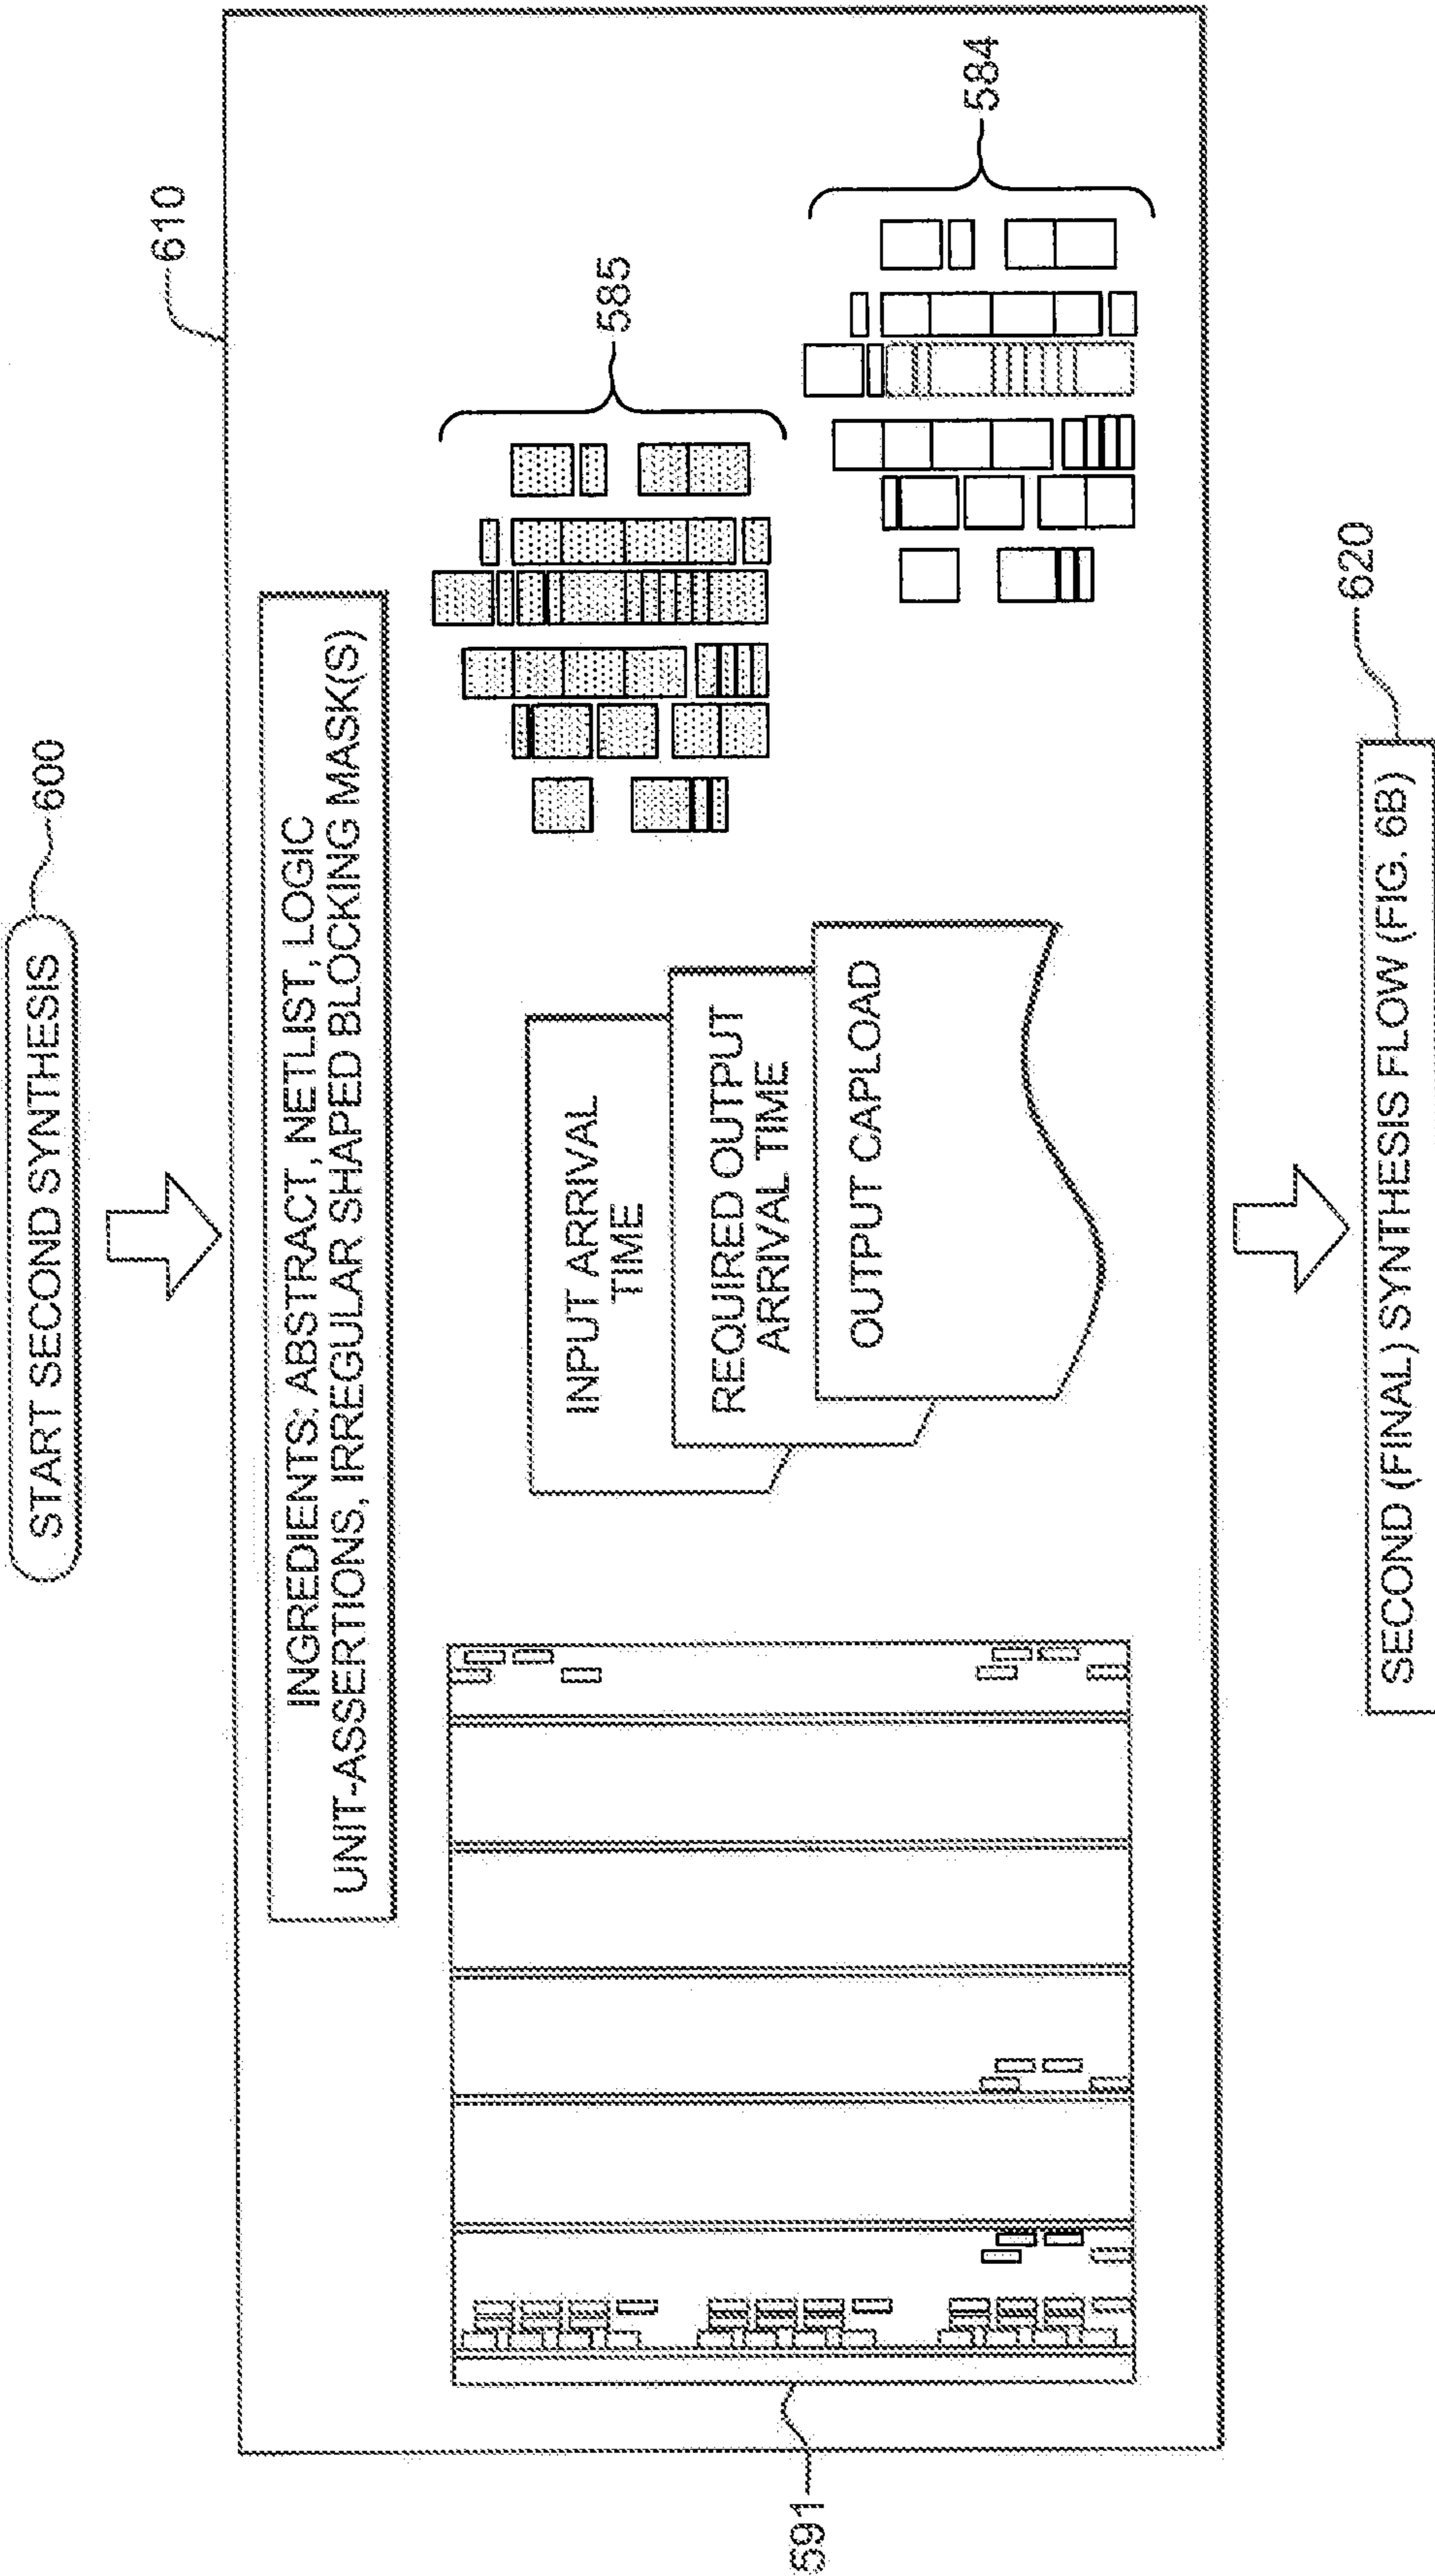 START SECOND SYNTHESIS
600
610
INGREDIENTS: ABSTRACT, NETLIST, LOGIC
UNIT-ASSERTIONS, IRREGULAR SHAPED BLOCKING MASK(S)
591
INPUT ARRIVAL
TIME
REQUIRED OUTPUT
ARRIVAL TIME
OUTPUT CAPLOAD
585
584
620
SECOND (FINAL) SYNTHESIS FLOW (FIG. 6B)